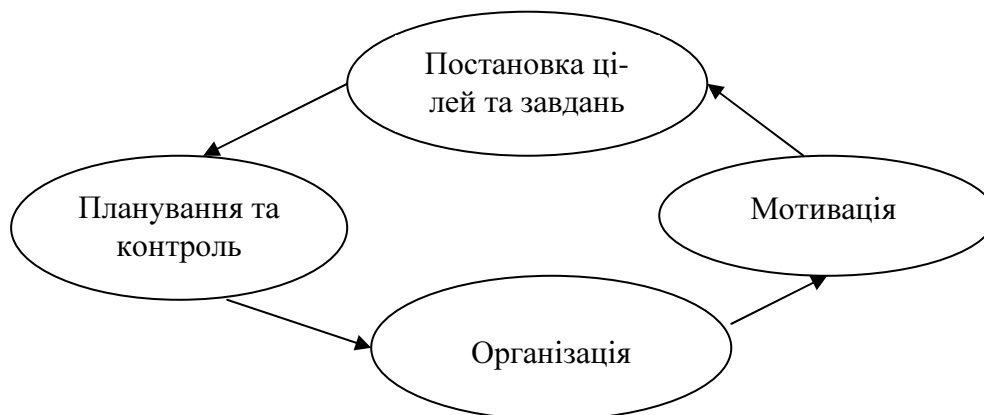 Постановка ці-
лей та завдань
Планування та
контроль
Мотивація
Організація